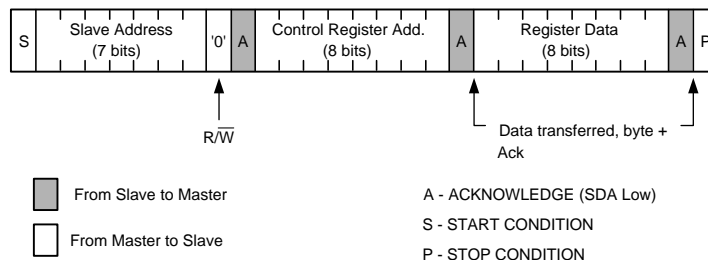 S Slave Address (7 bits) '0' A Control Register Add. (8 bits) A Register Data (8 bits) A P
R/W̅
Data transferred, byte +
Ack
From Slave to Master
From Master to Slave
A - ACKNOWLEDGE (SDA Low)
S - START CONDITION
P - STOP CONDITION